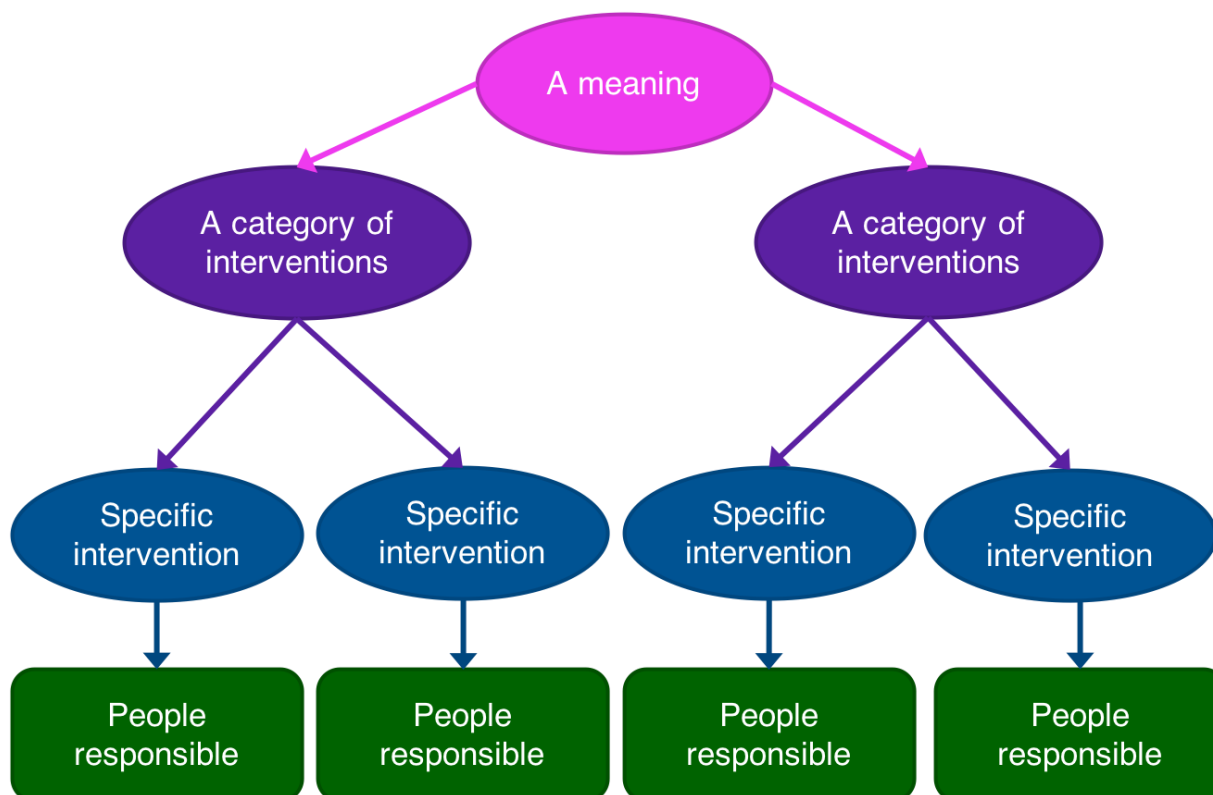 A meaning
A category of
interventions
A category of
interventions
Specific
intervention
Specific
intervention
Specific
intervention
Specific
intervention
People
responsible
People
responsible
People
responsible
People
responsible